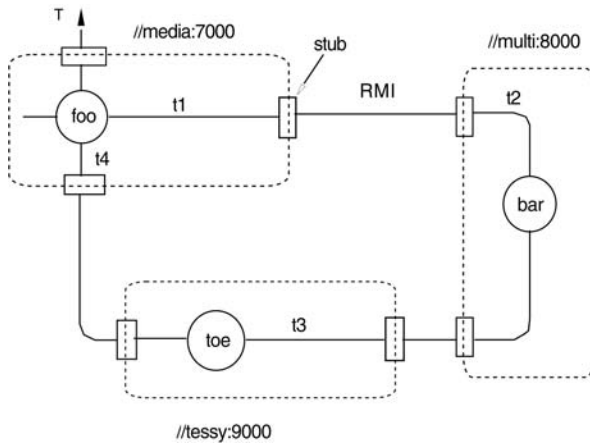 T
//media:7000
stub
//multi:8000
RMI
foo
t1
t2
t4
bar
toe
t3
//tessy:9000